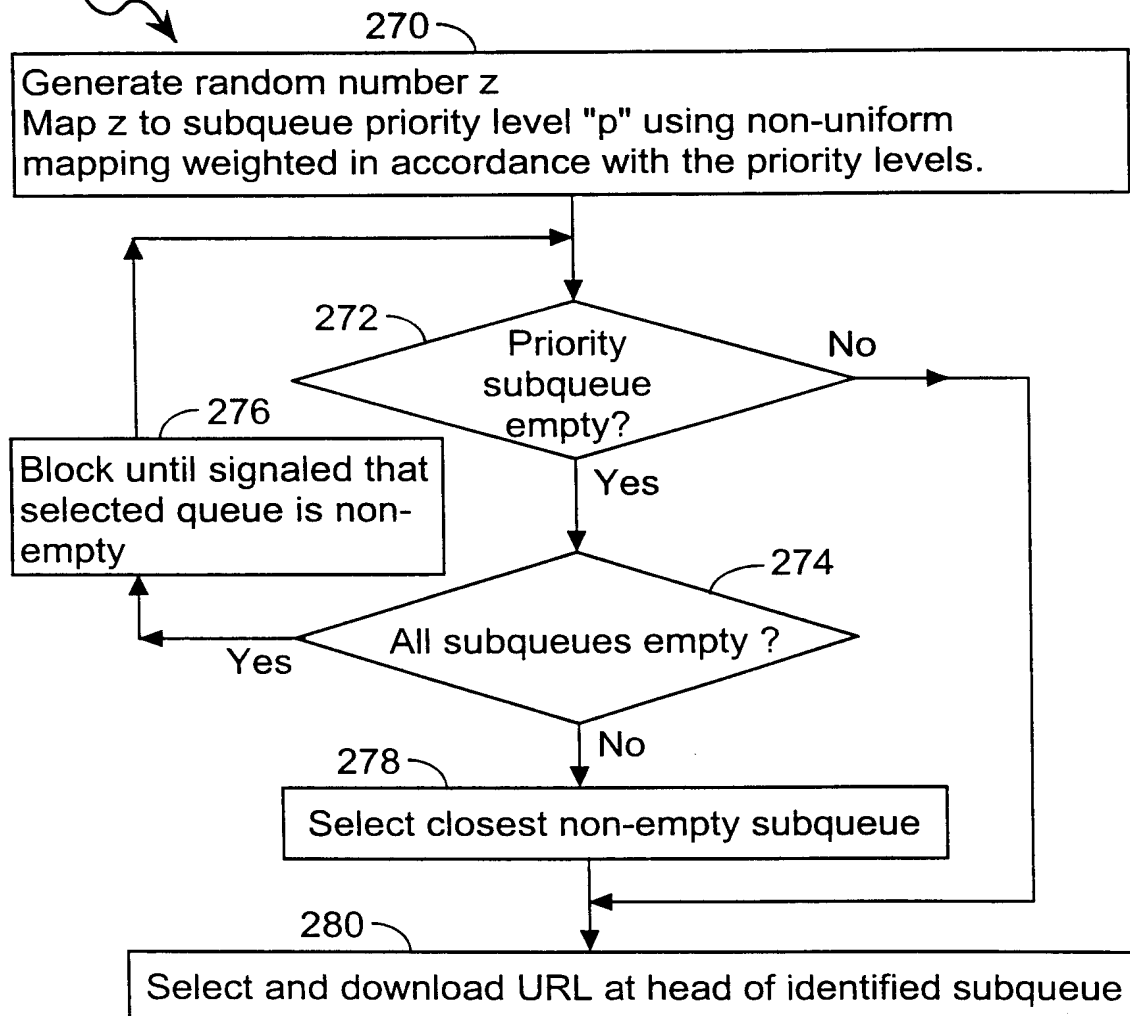 270
Generate random number z
Map z to subqueue priority level "p" using non-uniform
mapping weighted in accordance with the priority levels.
272
Priority
subqueue
empty?
No
Yes
276
Block until signaled that
selected queue is non-
empty
274
All subqueues empty ?
Yes
No
278
Select closest non-empty subqueue
280
Select and download URL at head of identified subqueue